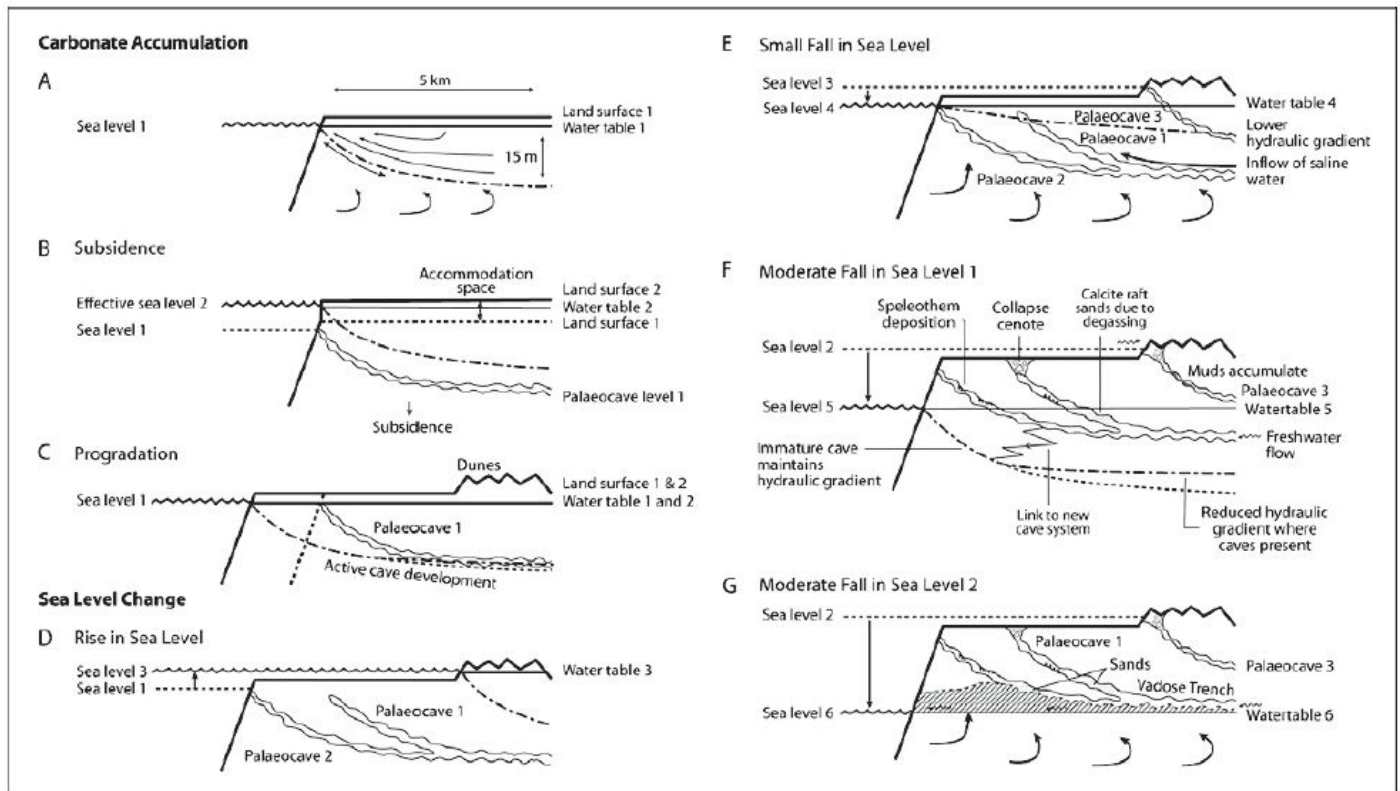 Carbonate Accumulation
A
5 km
Sea level 1
Land surface 1
Water table 1
15 m
B Subsidence
Accommodation
space
Effective sea level 2
Sea level 1
Land surface 2
Water table 2
Land surface 1
Palaeocave level 1
Subsidence
C Progradation
Dunes
Sea level 1
Land surface 1 & 2
Water table 1 and 2
Palaeocave 1
Active cave development
Sea Level Change
D Rise in Sea Level
Sea level 3
Sea level 1
Water table 3
Palaeocave 1
Palaeocave 2
E Small Fall in Sea Level
Sea level 3
Sea level 4
Water table 4
Palaeocave 3
Lower
hydraulic gradient
Palaeocave 1
Inflow of saline
water
Palaeocave 2
F Moderate Fall in Sea Level 1
Speleothem
deposition
Collapse
cenote
Calcite raft
sands due to
degassing
Sea level 2
Muds accumulate
Palaeocave 3
Sea level 5
Watertable 5
Freshwater
flow
Immature cave
maintains
hydraulic gradient
Link to new
cave system
Reduced hydraulic
gradient where
caves present
G Moderate Fall in Sea Level 2
Sea level 2
Palaeocave 1
Sands
Palaeocave 3
Vadose Trench
Sea level 6
Watertable 6